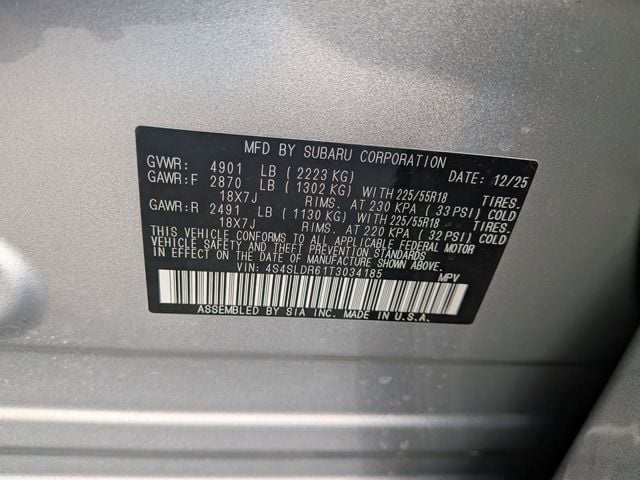 MFD BY SUBARU CORPORATION
GVWR: 4901 LB (2223 KG) DATE: 12/25
GAWR:F 2870 LB (1302 KG) WITH 225/55R18 TIRES.
18X7J RIMS. AT 230 KPA (33 PSI) COLD
GAWR:R 2491 LB (1130 KG) WITH 225/55R18 TIRES.
18X7J RIMS. AT 220 KPA (32 PSI) COLD
THIS VEHICLE CONFORMS TO ALL APPLICABLE FEDERAL MOTOR
VEHICLE SAFETY AND THEFT PREVENTION STANDARDS
IN EFFECT ON THE DATE OF MANUFACTURE SHOWN ABOVE.
VIN: 4S4SLDR61T3034185 MPV
ASSEMBLED BY SIA INC. MADE IN U.S.A.